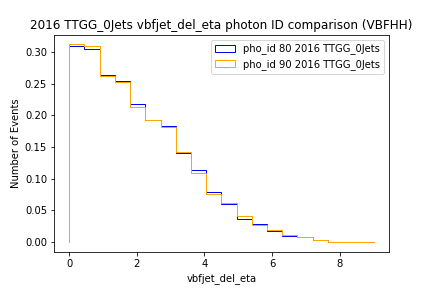 2016 TTGG_0Jets vbfjet_del_eta photon ID comparison (VBFHH)
pho_id 80 2016 TTGG_0Jets
pho_id 90 2016 TTGG_0Jets
Number of Events
0.30
0.25
0.20
0.15
0.10
0.05
0.00
0 2 4 6 8
vbfjet_del_eta